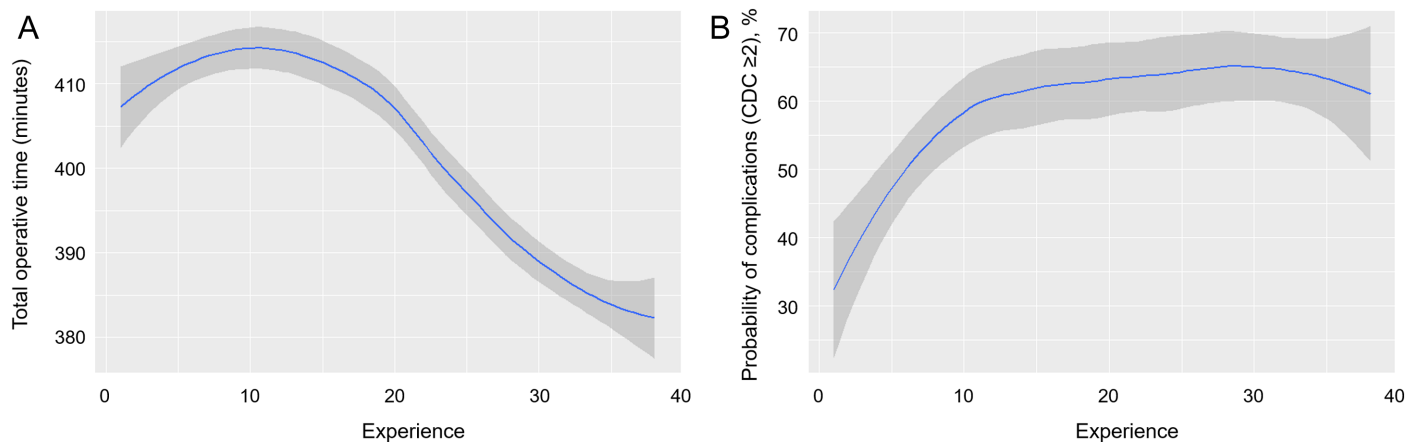 A
Total operative time (minutes)
410
400
390
380
0 10 20 30 40
Experience
B
Probability of complications (CDC ≥2), %
70
60
50
40
30
0 10 20 30 40
Experience